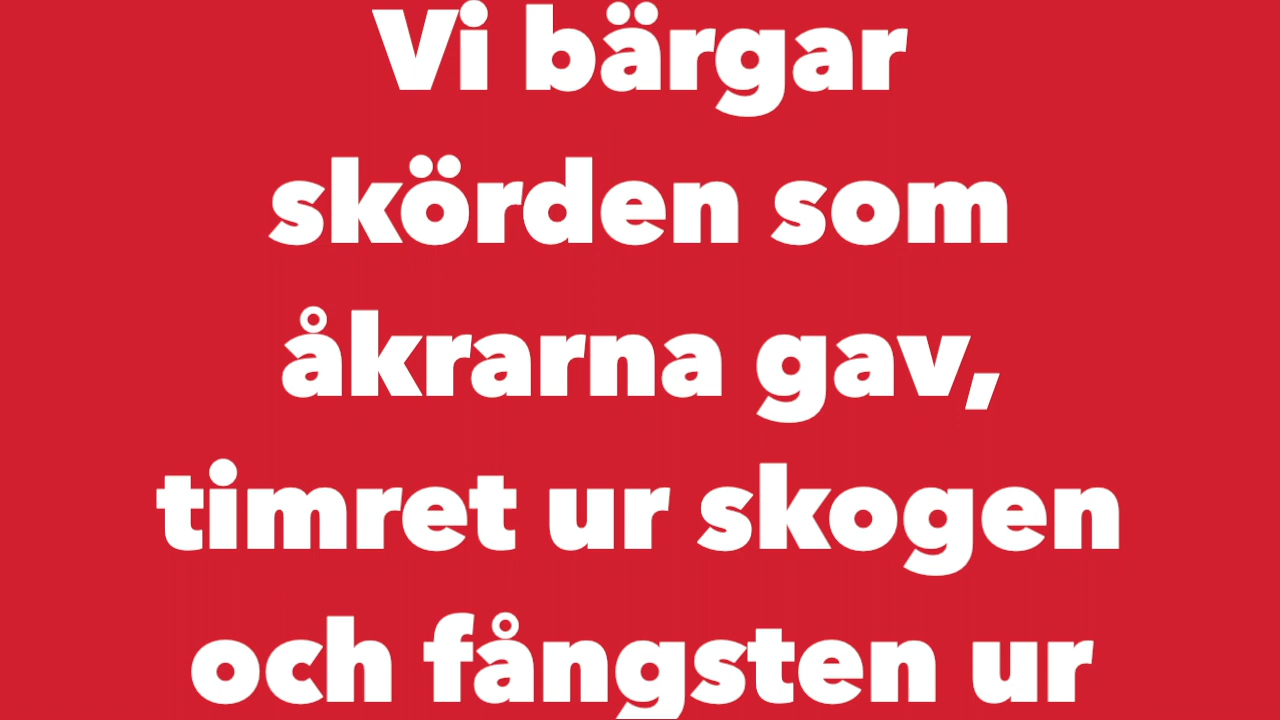 Vi bärgar
skörden som
åkrarna gav,
timret ur skogen
och fångsten ur